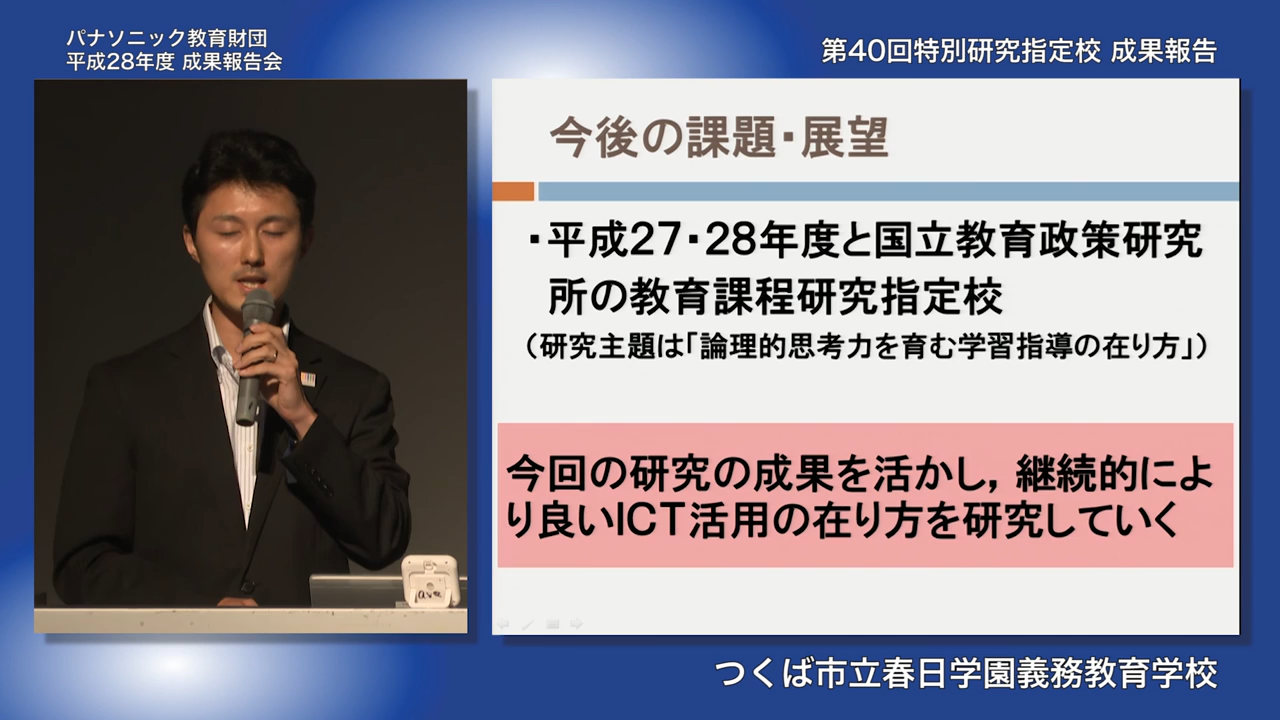 パナソニック教育財団
平成28年度 成果報告会
第40回特別研究指定校 成果報告
今後の課題・展望
・平成27・28年度と国立教育政策研究
所の教育課程研究指定校
（研究主題は「論理的思考力を育む学習指導の在り方」）
今回の研究の成果を活かし，継続的によ
り良いICT活用の在り方を研究していく
つくば市立春日学園義務教育学校